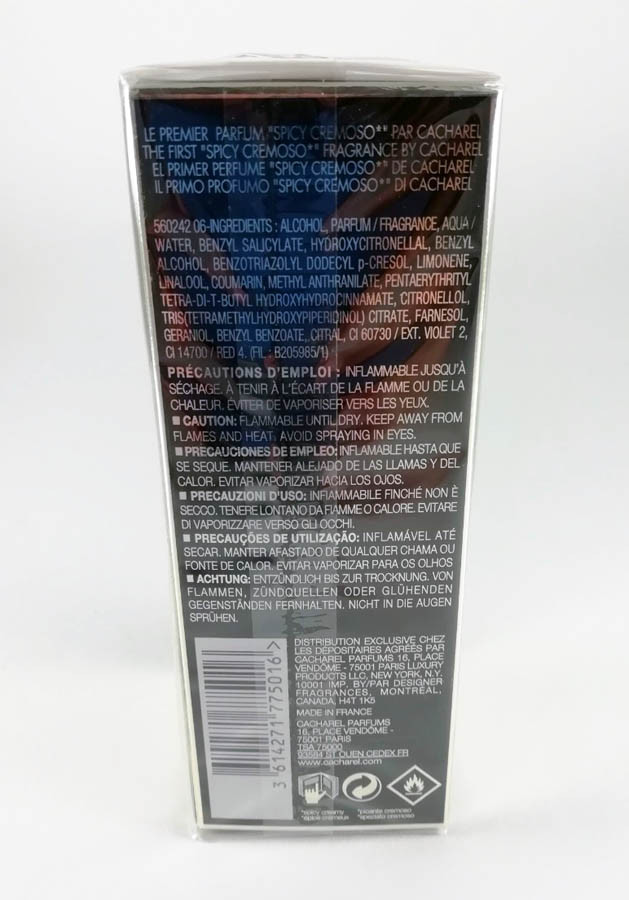 LE PREMIER PARFUM "SPICY CREMOSO"* PAR CACHAREL
THE FIRST "SPICY CREMOSO"* FRAGRANCE BY CACHAREL
EL PRIMER PERFUME "SPICY CREMOSO"* DE CACHAREL
IL PRIMO PROFUMO "SPICY CREMOSO"* DI CACHAREL
560242 06-INGREDIENTS : ALCOHOL, PARFUM / FRAGRANCE, AQUA /
WATER, BENZYL SALICYLATE, HYDROXYCITRONELLAL, BENZYL
ALCOHOL, BENZOTRIAZOLYL DODECYL p-CRESOL, LIMONENE,
LINALOOL, COUMARIN, METHYL ANTHRANILATE, PENTAERYTHRITYL
TETRA-DI-T-BUTYL HYDROXYHYDROCINNAMATE, CITRONELLOL,
TRIS(TETRAMETHYLHYDROXYPIPERIDINOL) CITRATE, FARNESOL,
GERANIOL, BENZYL BENZOATE, CITRAL, CI 60730 / EXT. VIOLET 2,
CI 14700 / RED 4. (FIL : B205985/1)
PRÉCAUTIONS D'EMPLOI : INFLAMMABLE JUSQU'À
SÉCHAGE. À TENIR À L'ÉCART DE LA FLAMME OU DE LA
CHALEUR. ÉVITER DE VAPORISER VERS LES YEUX.
■ CAUTION: FLAMMABLE UNTIL DRY. KEEP AWAY FROM
FLAMES AND HEAT. AVOID SPRAYING IN EYES.
■ PRECAUCIONES DE EMPLEO: INFLAMABLE HASTA QUE
SE SEQUE. MANTENER ALEJADO DE LAS LLAMAS Y DEL
CALOR. EVITAR VAPORIZAR HACIA LOS OJOS.
■ PRECAUZIONI D'USO: INFIAMMABILE FINCHÉ NON È
SECCO. TENERE LONTANO DA FIAMME O CALORE. EVITARE
DI VAPORIZZARE VERSO GLI OCCHI.
■ PRECAUÇÕES DE UTILIZAÇÃO: INFLAMÁVEL ATÉ
SECAR. MANTER AFASTADO DE QUALQUER CHAMA OU
FONTE DE CALOR. EVITAR VAPORIZAR PARA OS OLHOS
■ ACHTUNG: ENTZÜNDLICH BIS ZUR TROCKNUNG. VON
FLAMMEN, ZÜNDQUELLEN ODER GLÜHENDEN
GEGENSTÄNDEN FERNHALTEN. NICHT IN DIE AUGEN
SPRÜHEN.
DISTRIBUTION EXCLUSIVE CHEZ
LES DÉPOSITAIRES AGRÉÉS PAR
CACHAREL PARFUMS 16, PLACE
VENDÔME - 75001 PARIS LUXURY
PRODUCTS LLC, NEW YORK, N.Y.
10001 IMP. BY/PAR DESIGNER
FRAGRANCES, MONTRÉAL,
CANADA, H4T 1K5
MADE IN FRANCE
CACHAREL PARFUMS
16, PLACE VENDÔME -
75001 PARIS
TSA 75000
93584 ST OUEN CEDEX.FR
www.cacharel.com
3 614271 775016>
*spicy creamy *picante cremoso
*épicé crémeux *speziato cremoso